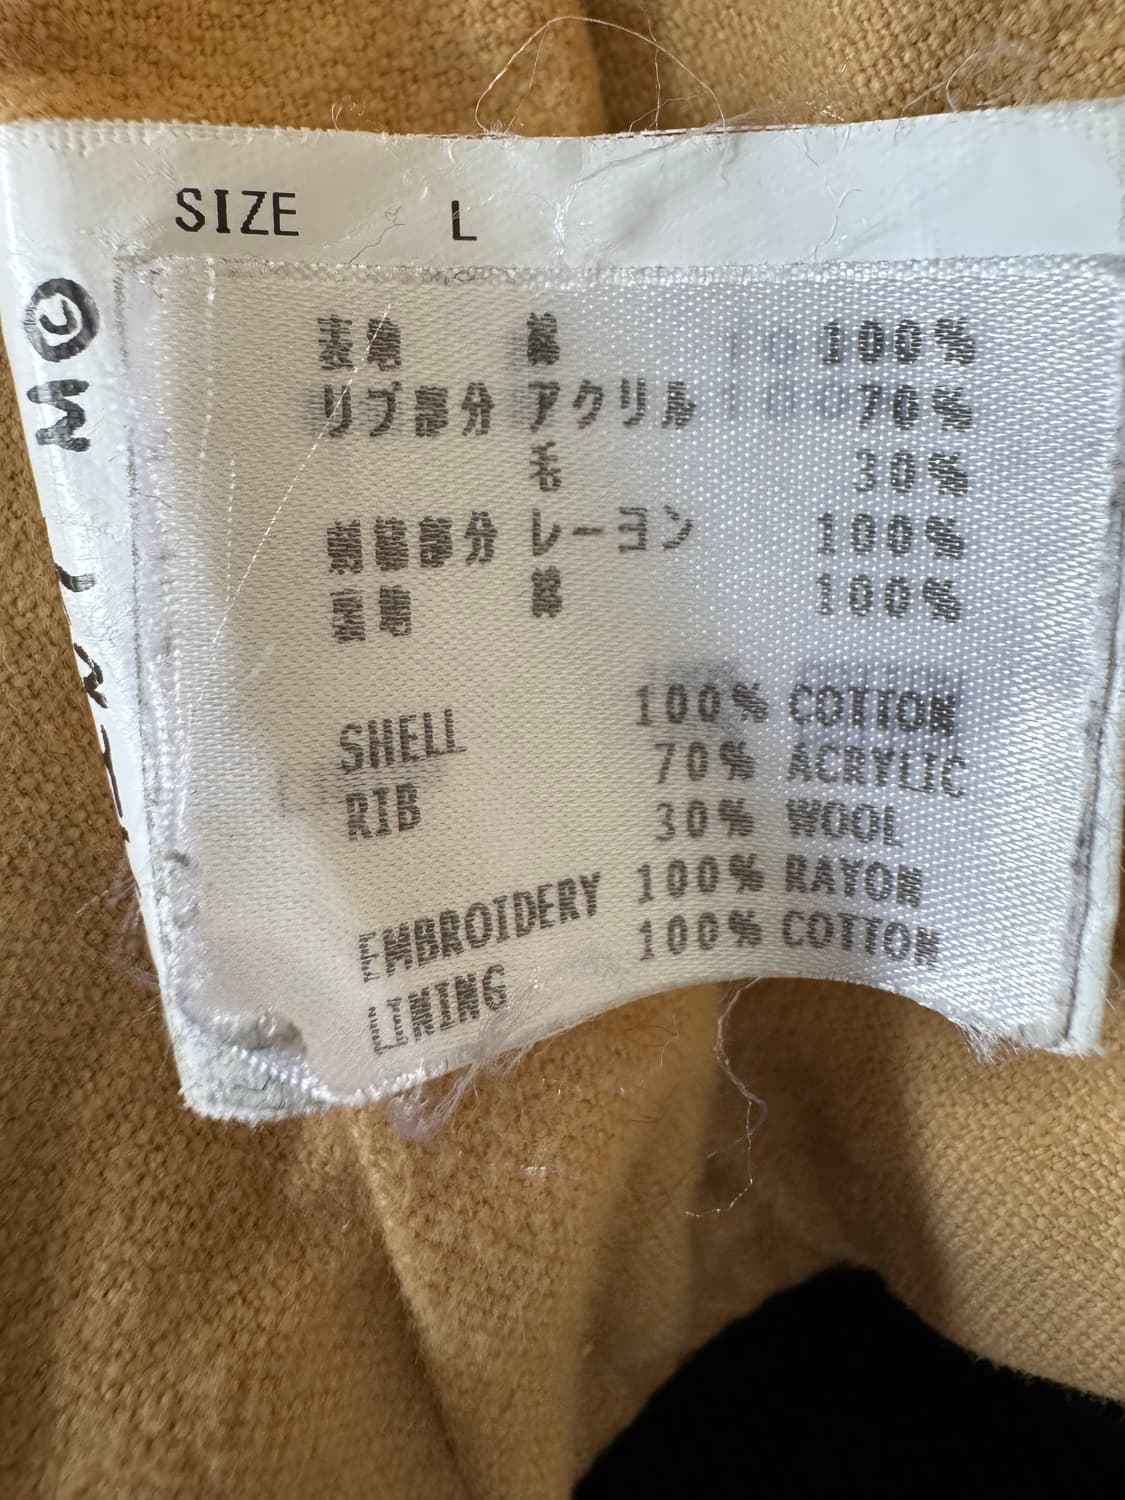 SIZE L
表地 綿 100%
リブ部分 アクリル 70%
毛 30%
刺繍部分 レーヨン 100%
裏地 綿 100%
SHELL 100% COTTON
RIB 70% ACRYLIC
30% WOOL
EMBROIDERY 100% RAYON
LINING 100% COTTON